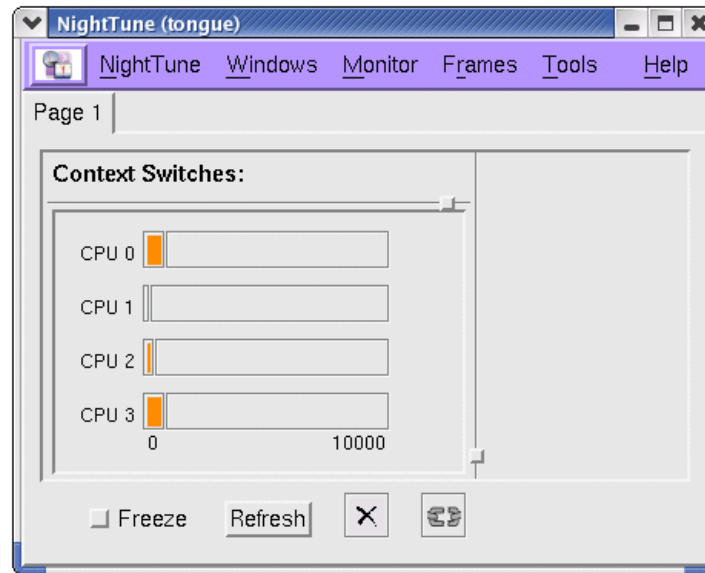 NightTune (tongue)
NightTune Windows Monitor Frames Tools Help
Page 1
Context Switches:
CPU 0
CPU 1
CPU 2
CPU 3
0 10000
Freeze Refresh